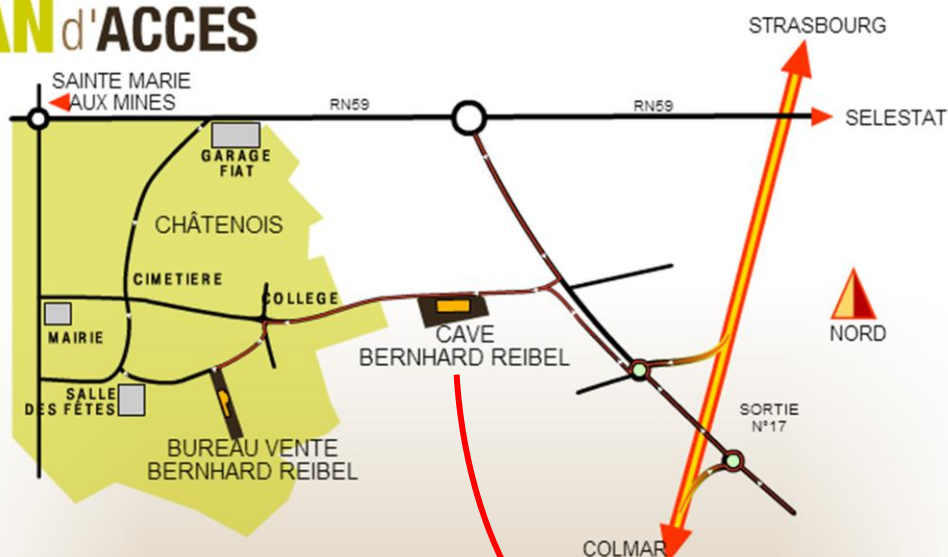 AN d'ACCES
STRASBOURG
SAINTE MARIE
AUX MINES
RN59
RN59
SELESTAT
GARAGE
FIAT
CHÂTENOIS
CIMETIERE
COLLEGE
MAIRIE
CAVE
BERNHARD REIBEL
NORD
SALLE
DES FÊTES
SORTIE
N°17
BUREAU VENTE
BERNHARD REIBEL
COLMAR